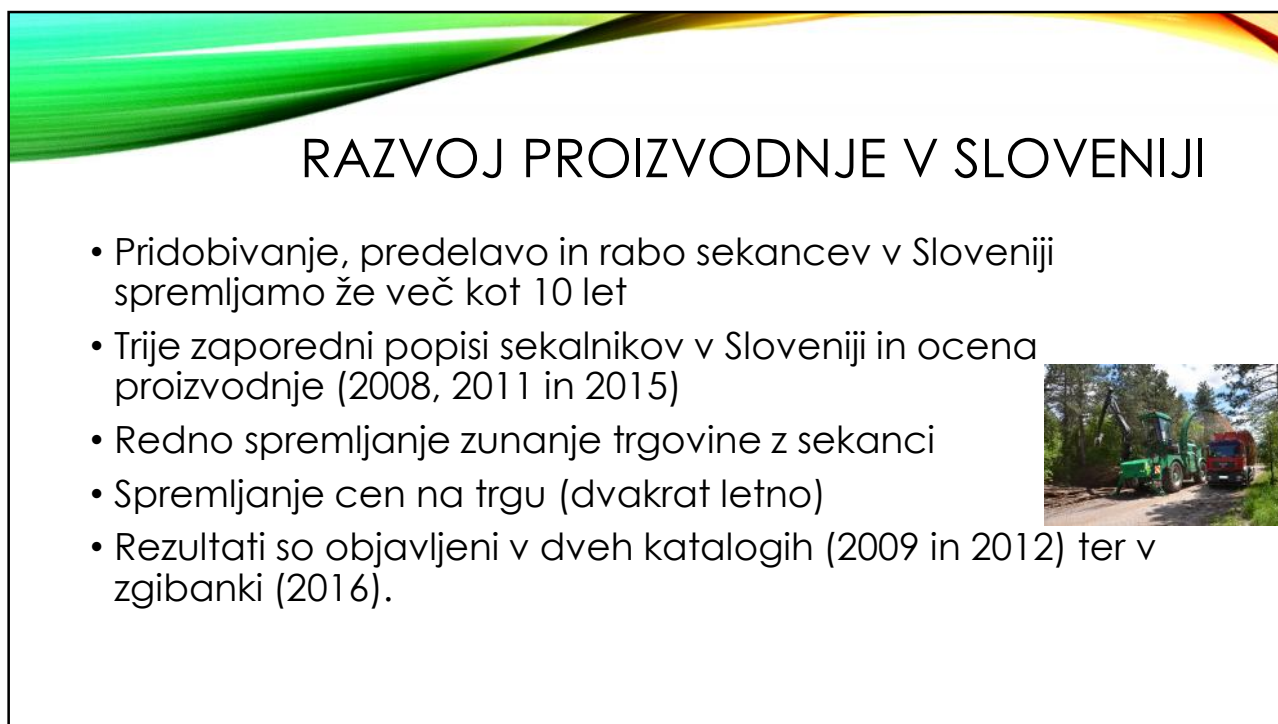 RAZVOJ PROIZVODNJE V SLOVENIJI
• Pridobivanje, predelavo in rabo sekancev v Sloveniji
spremljamo že več kot 10 let
• Trije zaporedni popisi sekalnikov v Sloveniji in ocena
proizvodnje (2008, 2011 in 2015)
• Redno spremljanje zunanje trgovine z sekanci
• Spremljanje cen na trgu (dvakrat letno)
• Rezultati so objavljeni v dveh katalogih (2009 in 2012) ter v
zgibanki (2016).